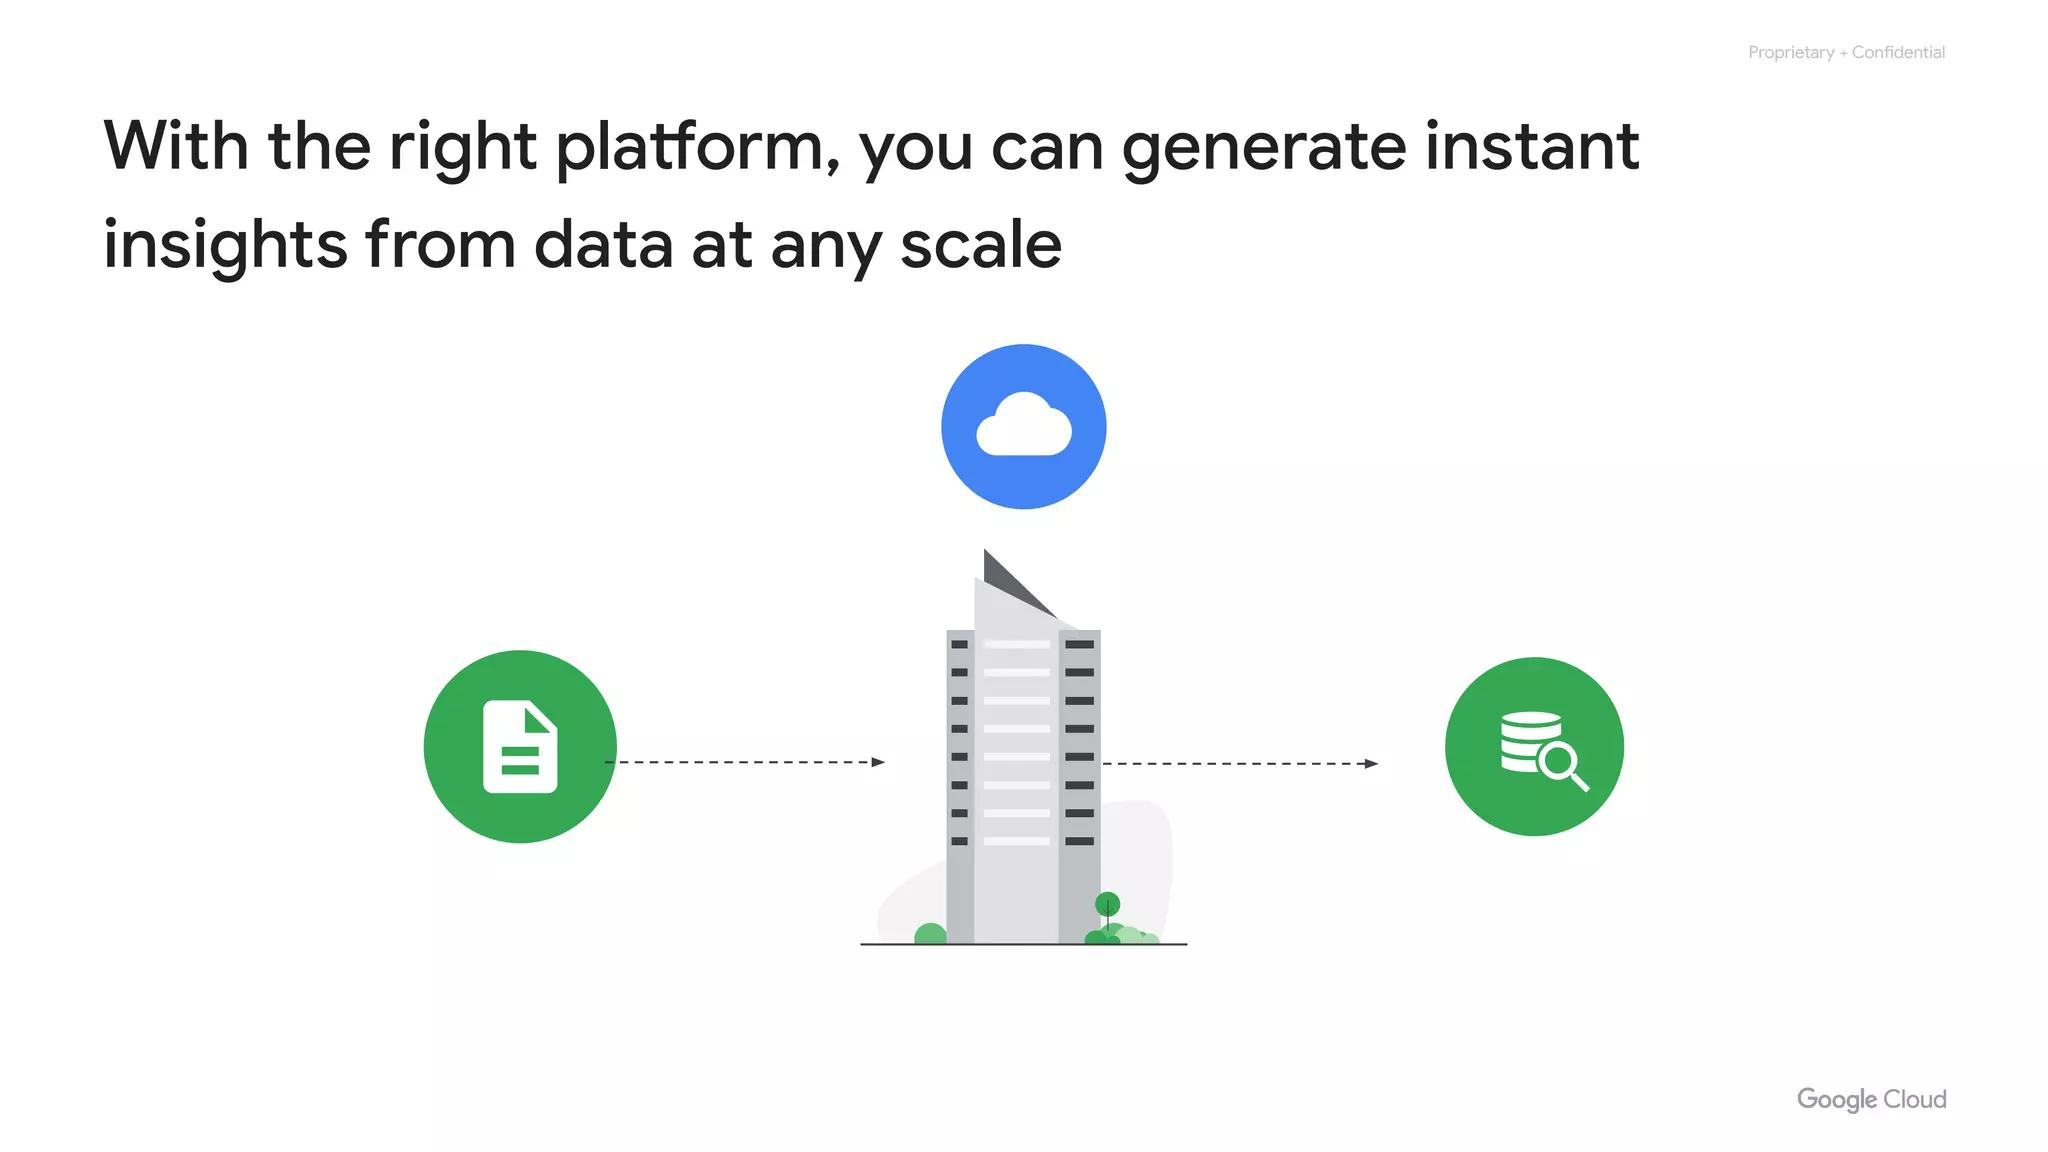 Proprietary + Confidential
With the right platform, you can generate instant
insights from data at any scale
Google Cloud